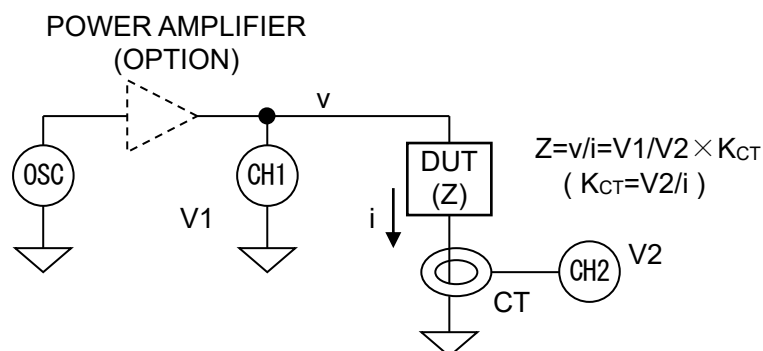 POWER AMPLIFIER
(OPTION)
v
OSC
CH1
V1
DUT
(Z)
i
Z=v/i=V1/V2×KCT
( KCT=V2/i )
CH2
V2
CT